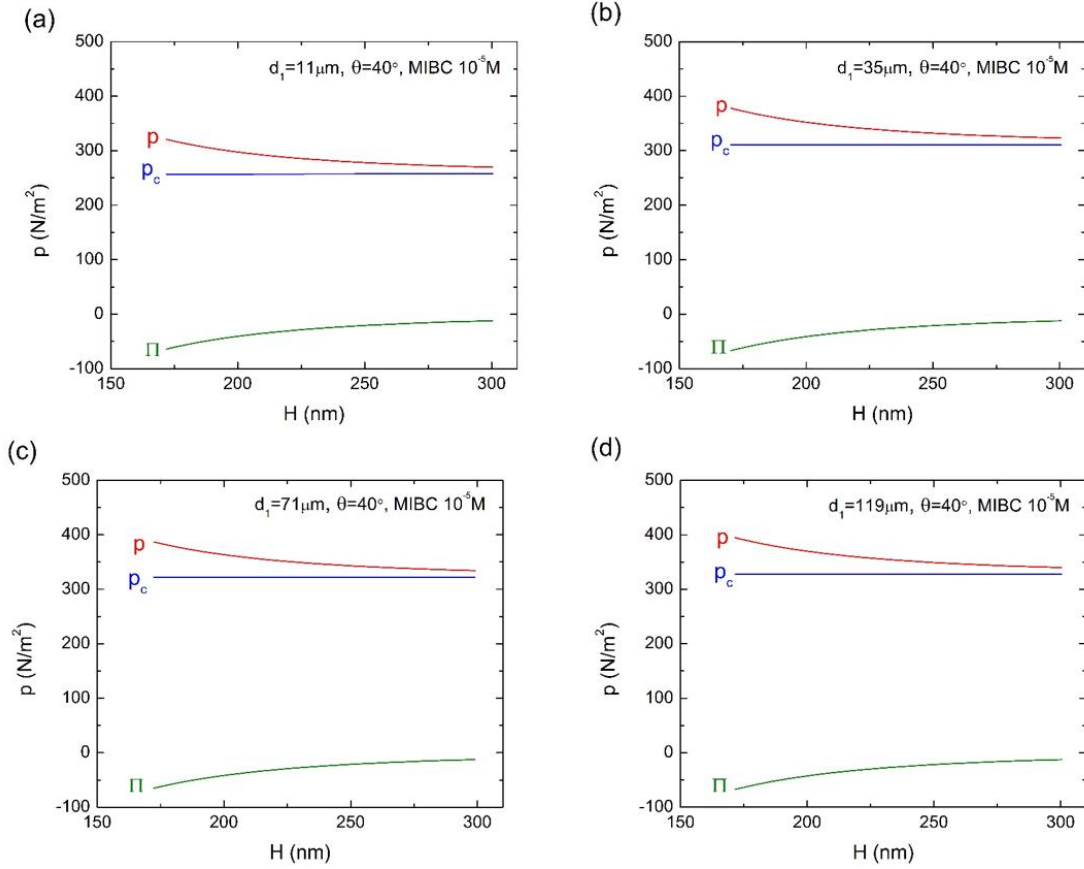 (a)
500
400
300
200
100
0
-100
p (N/m²)
d₁=11μm, θ=40°, MIBC 10⁻⁵M
p
p_c
Π
150 200 250 300
H (nm)
(b)
500
400
300
200
100
0
-100
p (N/m²)
d₁=35μm, θ=40°, MIBC 10⁻⁵M
p
p_c
Π
150 200 250 300
H (nm)
(c)
500
400
300
200
100
0
-100
p (N/m²)
d₁=71μm, θ=40°, MIBC 10⁻⁵M
p
p_c
Π
150 200 250 300
H (nm)
(d)
500
400
300
200
100
0
-100
p (N/m²)
d₁=119μm, θ=40°, MIBC 10⁻⁵M
p
p_c
Π
150 200 250 300
H (nm)